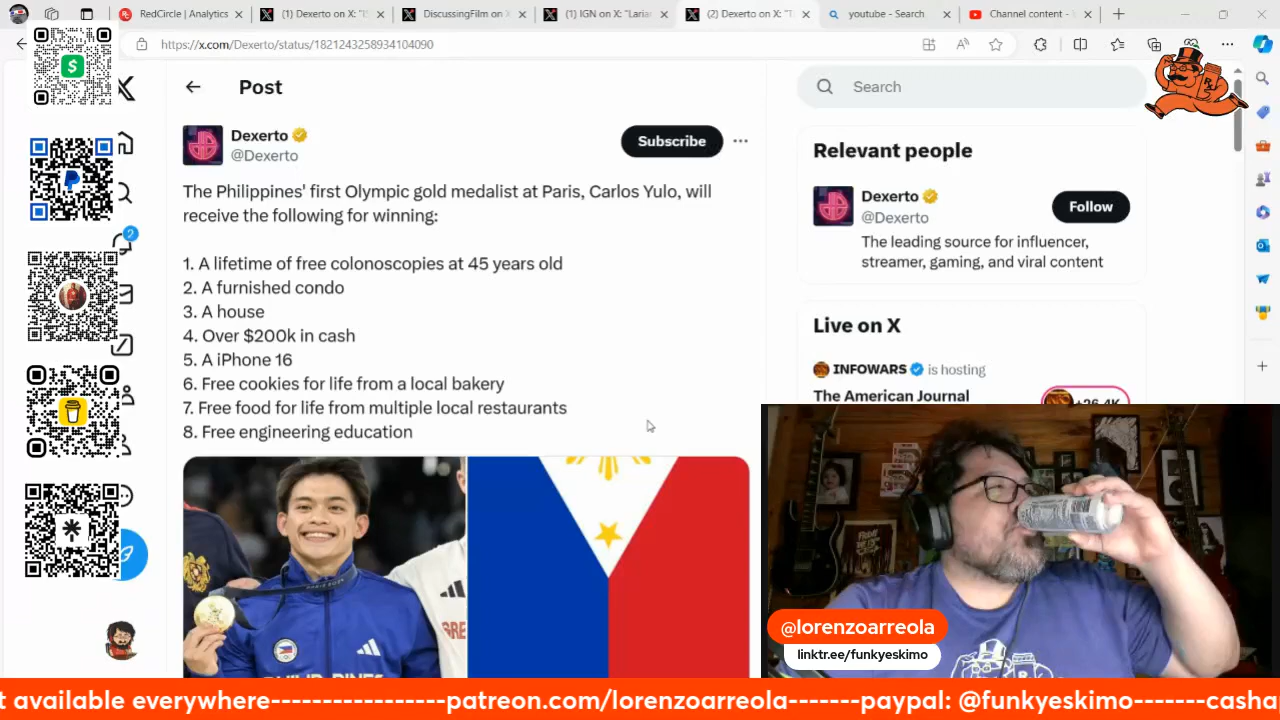 RedCircle | Analytics
(1) Dexerto on X: "
DiscussingFilm on X
(1) IGN on X: "Laria
(2) Dexerto on X: "T
youtube - Search
Channel content - Y
https://x.com/Dexerto/status/1821243258934104090
Post
Search
Dexerto
@Dexerto
Subscribe
The Philippines' first Olympic gold medalist at Paris, Carlos Yulo, will
receive the following for winning:
1. A lifetime of free colonoscopies at 45 years old
2. A furnished condo
3. A house
4. Over $200k in cash
5. A iPhone 16
6. Free cookies for life from a local bakery
7. Free food for life from multiple local restaurants
8. Free engineering education
Relevant people
Dexerto
@Dexerto
Follow
The leading source for influencer,
streamer, gaming, and viral content
Live on X
INFOWARS is hosting
The American Journal
+26.4K
2
PHILIPPINES
GRE
@lorenzoarreola
linktr.ee/funkyeskimo
t available everywhere-----------------patreon.com/lorenzoarreola-------paypal: @funkyeskimo-------casha